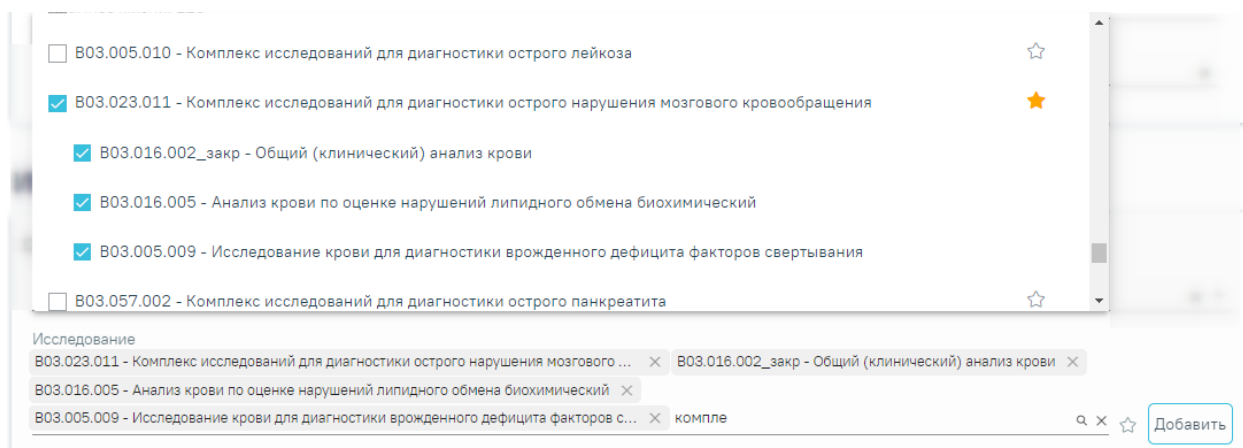 B03.005.010 - Комплекс исследований для диагностики острого лейкоза
B03.023.011 - Комплекс исследований для диагностики острого нарушения мозгового кровообращения
B03.016.002_закр - Общий (клинический) анализ крови
B03.016.005 - Анализ крови по оценке нарушений липидного обмена биохимический
B03.005.009 - Исследование крови для диагностики врожденного дефицита факторов свертывания
B03.057.002 - Комплекс исследований для диагностики острого панкреатита
Исследование
B03.023.011 - Комплекс исследований для диагностики острого нарушения мозгового ... B03.016.002_закр - Общий (клинический) анализ крови
B03.016.005 - Анализ крови по оценке нарушений липидного обмена биохимический
B03.005.009 - Исследование крови для диагностики врожденного дефицита факторов с... компле Добавить